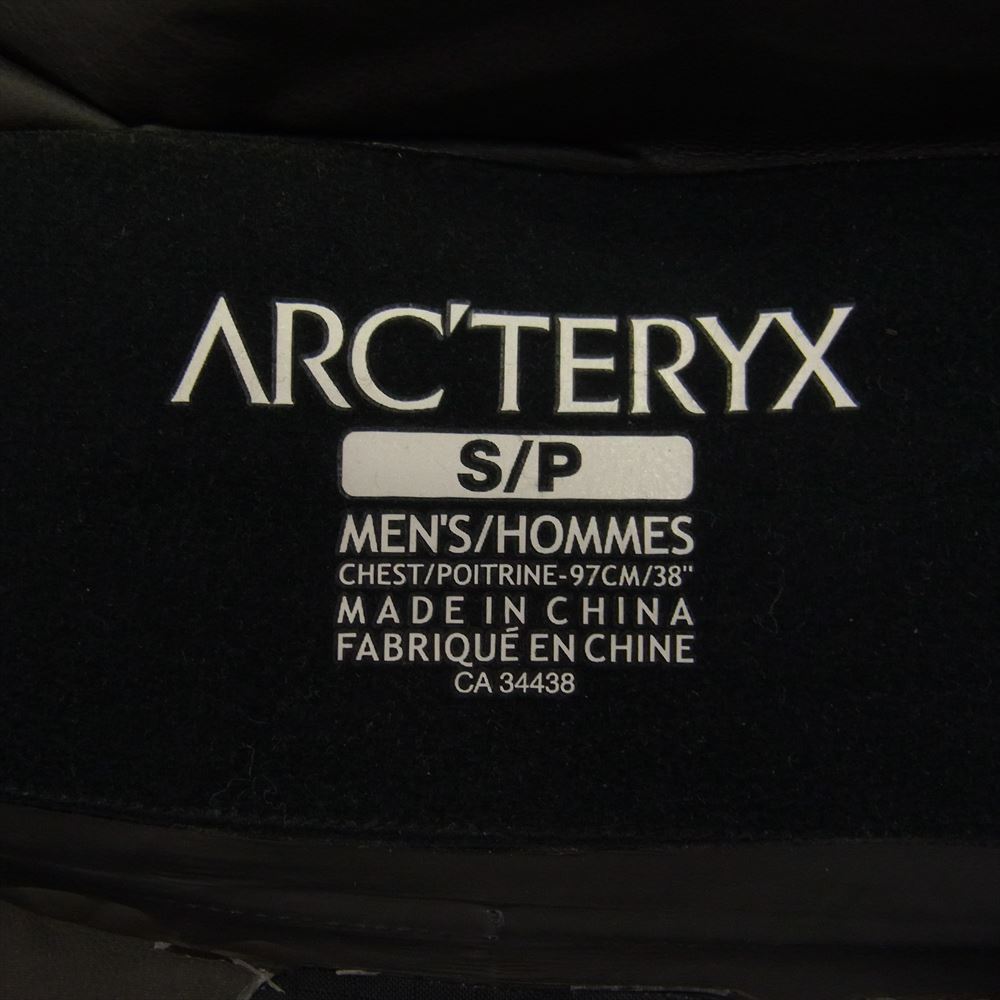 ARC'TERYX
S/P
MEN'S/HOMMES
CHEST/POITRINE-97CM/38"
MADE IN CHINA
FABRIQUÉ EN CHINE
CA 34438